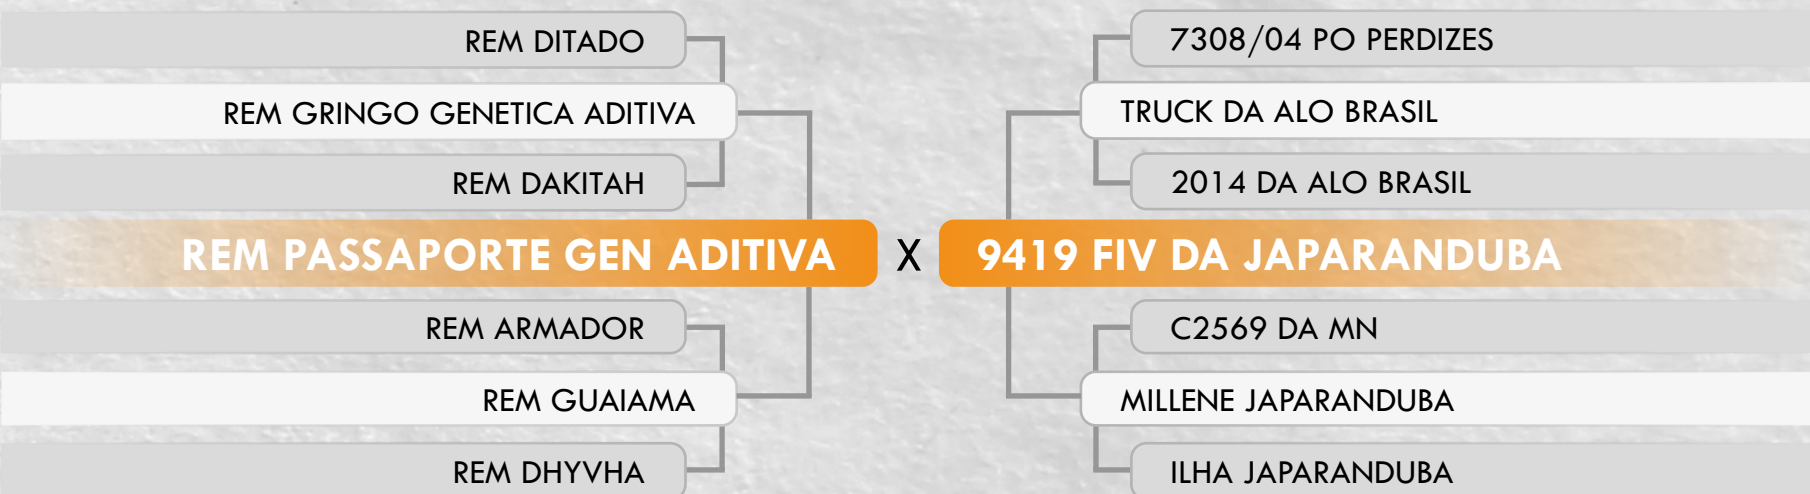 REM DITADO
REM GRINGO GENETICA ADITIVA
REM DAKITAH
REM PASSAPORTE GEN ADITIVA
REM ARMADOR
REM GUAIAMA
REM DHYVHA
X
7308/04 PO PERDIZES
TRUCK DA ALO BRASIL
2014 DA ALO BRASIL
9419 FIV DA JAPARANDUBA
C2569 DA MN
MILLENE JAPARANDUBA
ILHA JAPARANDUBA